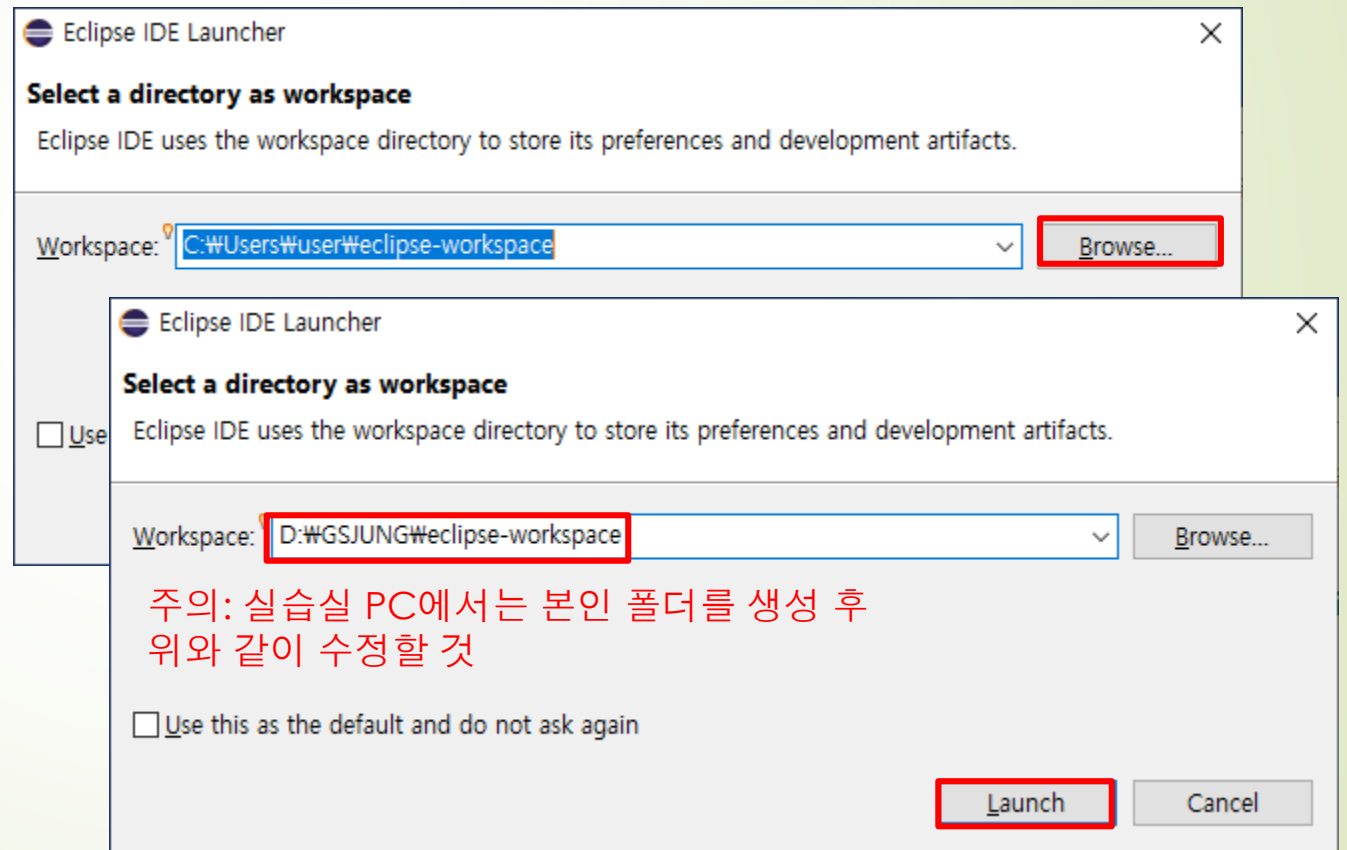 Eclipse IDE Launcher
Select a directory as workspace
Eclipse IDE uses the workspace directory to store its preferences and development artifacts.
Workspace: C:₩Users₩user₩eclipse-workspace Browse...
Use
Eclipse IDE Launcher
Select a directory as workspace
Eclipse IDE uses the workspace directory to store its preferences and development artifacts.
Workspace: D:₩GSJUNG₩eclipse-workspace Browse...
주의: 실습실 PC에서는 본인 폴더를 생성 후
위와 같이 수정할 것
Use this as the default and do not ask again
Launch Cancel